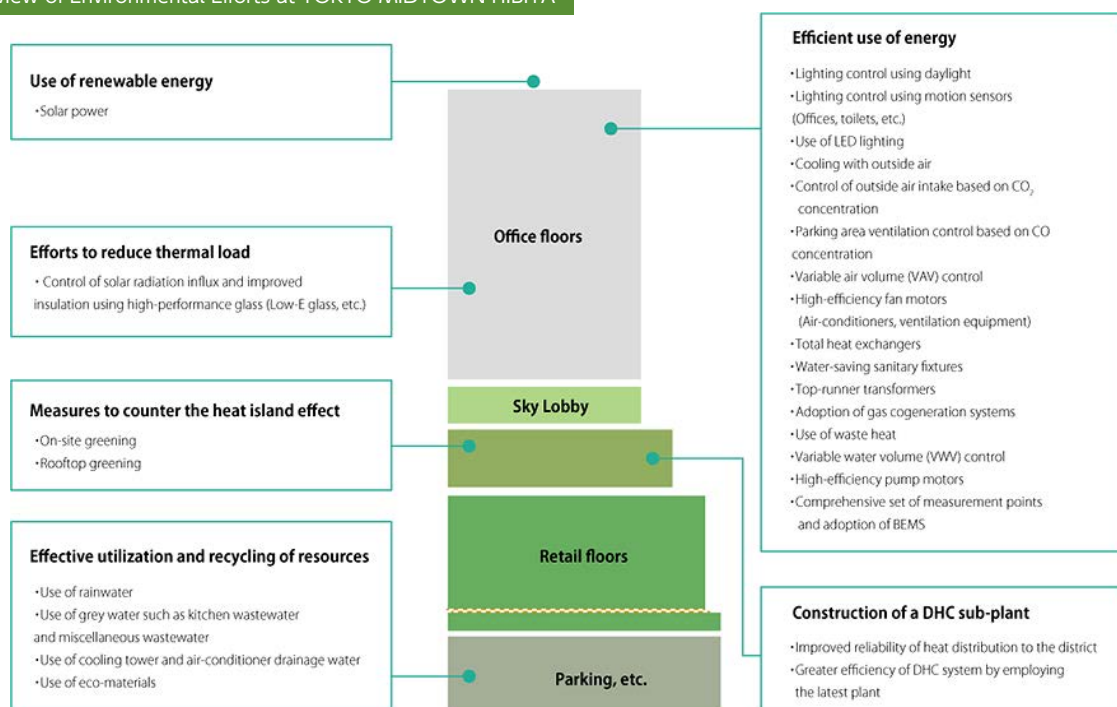 view of Environmental Efforts at TOKYO MIDTOWN HIBIYA
Use of renewable energy
・Solar power
Efforts to reduce thermal load
・ Control of solar radiation influx and improved
insulation using high-performance glass (Low-E glass, etc.)
Measures to counter the heat island effect
・On-site greening
・Rooftop greening
Effective utilization and recycling of resources
・Use of rainwater
・Use of grey water such as kitchen wastewater
and miscellaneous wastewater
・Use of cooling tower and air-conditioner drainage water
・Use of eco-materials
Office floors
Sky Lobby
Retail floors
Parking, etc.
Efficient use of energy
・Lighting control using daylight
・Lighting control using motion sensors
(Offices, toilets, etc.)
・Use of LED lighting
・Cooling with outside air
・Control of outside air intake based on CO₂
concentration
・Parking area ventilation control based on CO
concentration
・Variable air volume (VAV) control
・High-efficiency fan motors
(Air-conditioners, ventilation equipment)
・Total heat exchangers
・Water-saving sanitary fixtures
・Top-runner transformers
・Adoption of gas cogeneration systems
・Use of waste heat
・Variable water volume (VWV) control
・High-efficiency pump motors
・Comprehensive set of measurement points
and adoption of BEMS
Construction of a DHC sub-plant
・Improved reliability of heat distribution to the district
・Greater efficiency of DHC system by employing
the latest plant